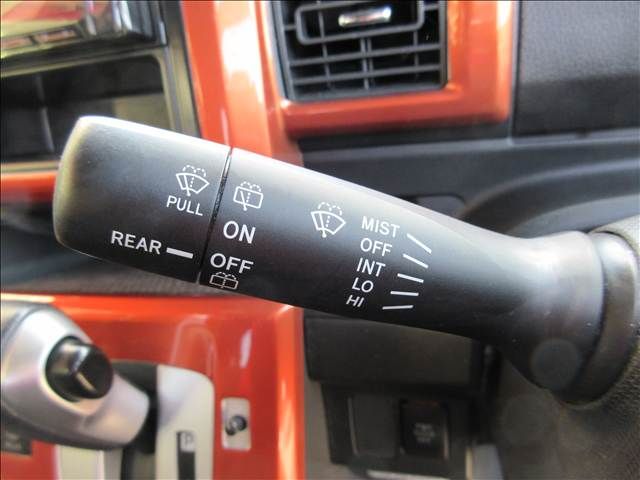 PULL
REAR
ON
OFF
MIST
OFF
INT
LO
HI
P